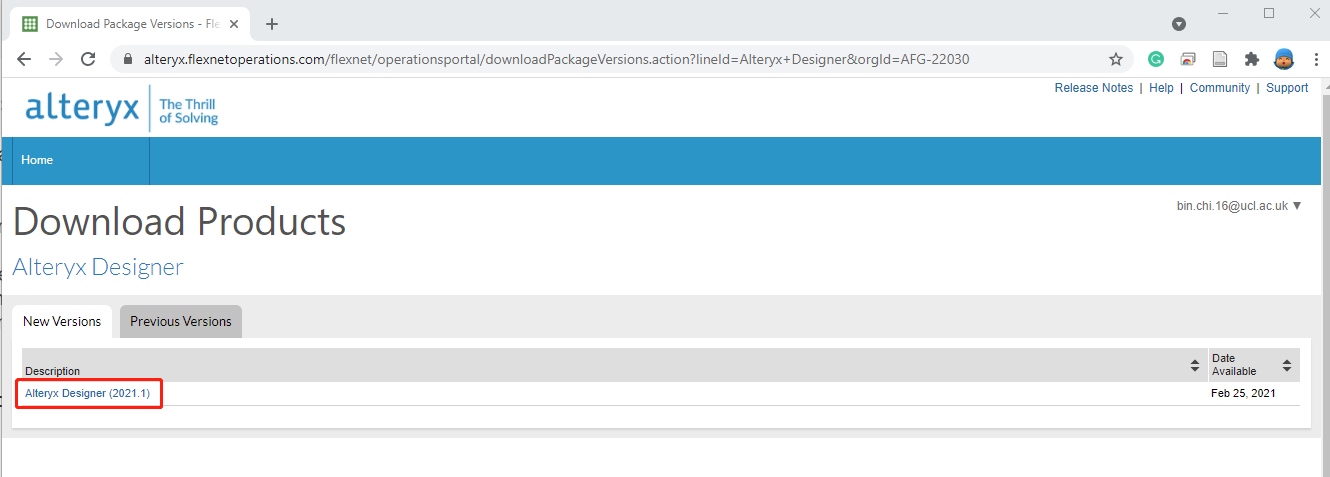 Download Package Versions - Fle
alteryx.flexnetoperations.com/flexnet/operationsportal/downloadPackageVersions.action?lineId=Alteryx+Designer&orgId=AFG-22030
Release Notes | Help | Community | Support
alteryx
The Thrill
of Solving
Home
bin.chi.16@ucl.ac.uk
Download Products
Alteryx Designer
New Versions
Previous Versions
Description
Date
Available
Alteryx Designer (2021.1)
Feb 25, 2021